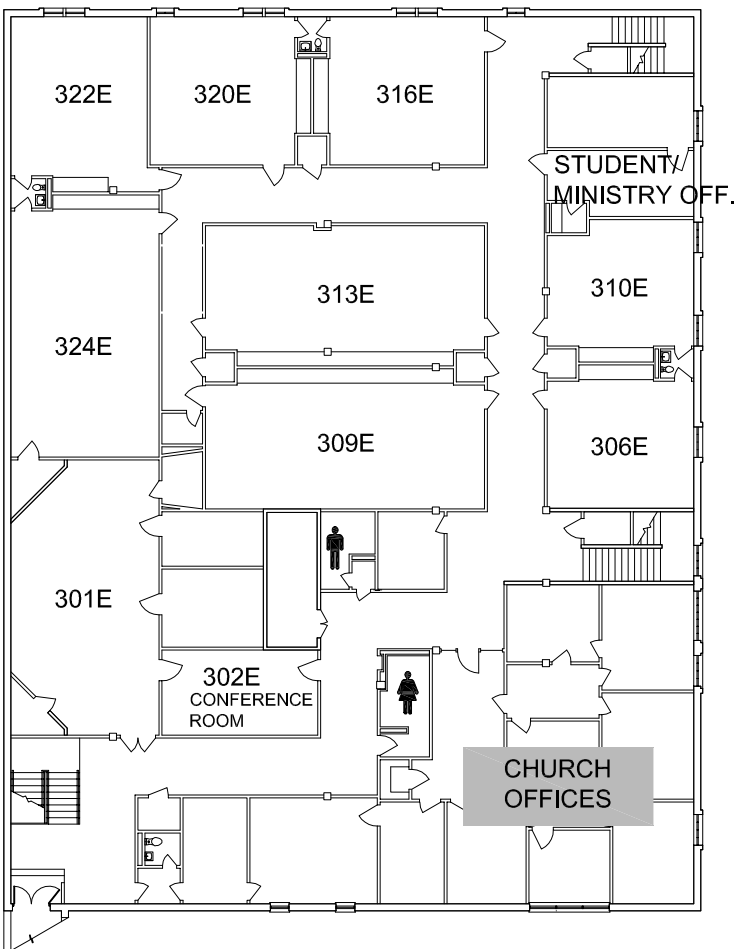 322E
320E
316E
STUDENT/
MINISTRY OFF.
313E
310E
324E
309E
306E
301E
302E
CONFERENCE
ROOM
CHURCH
OFFICES